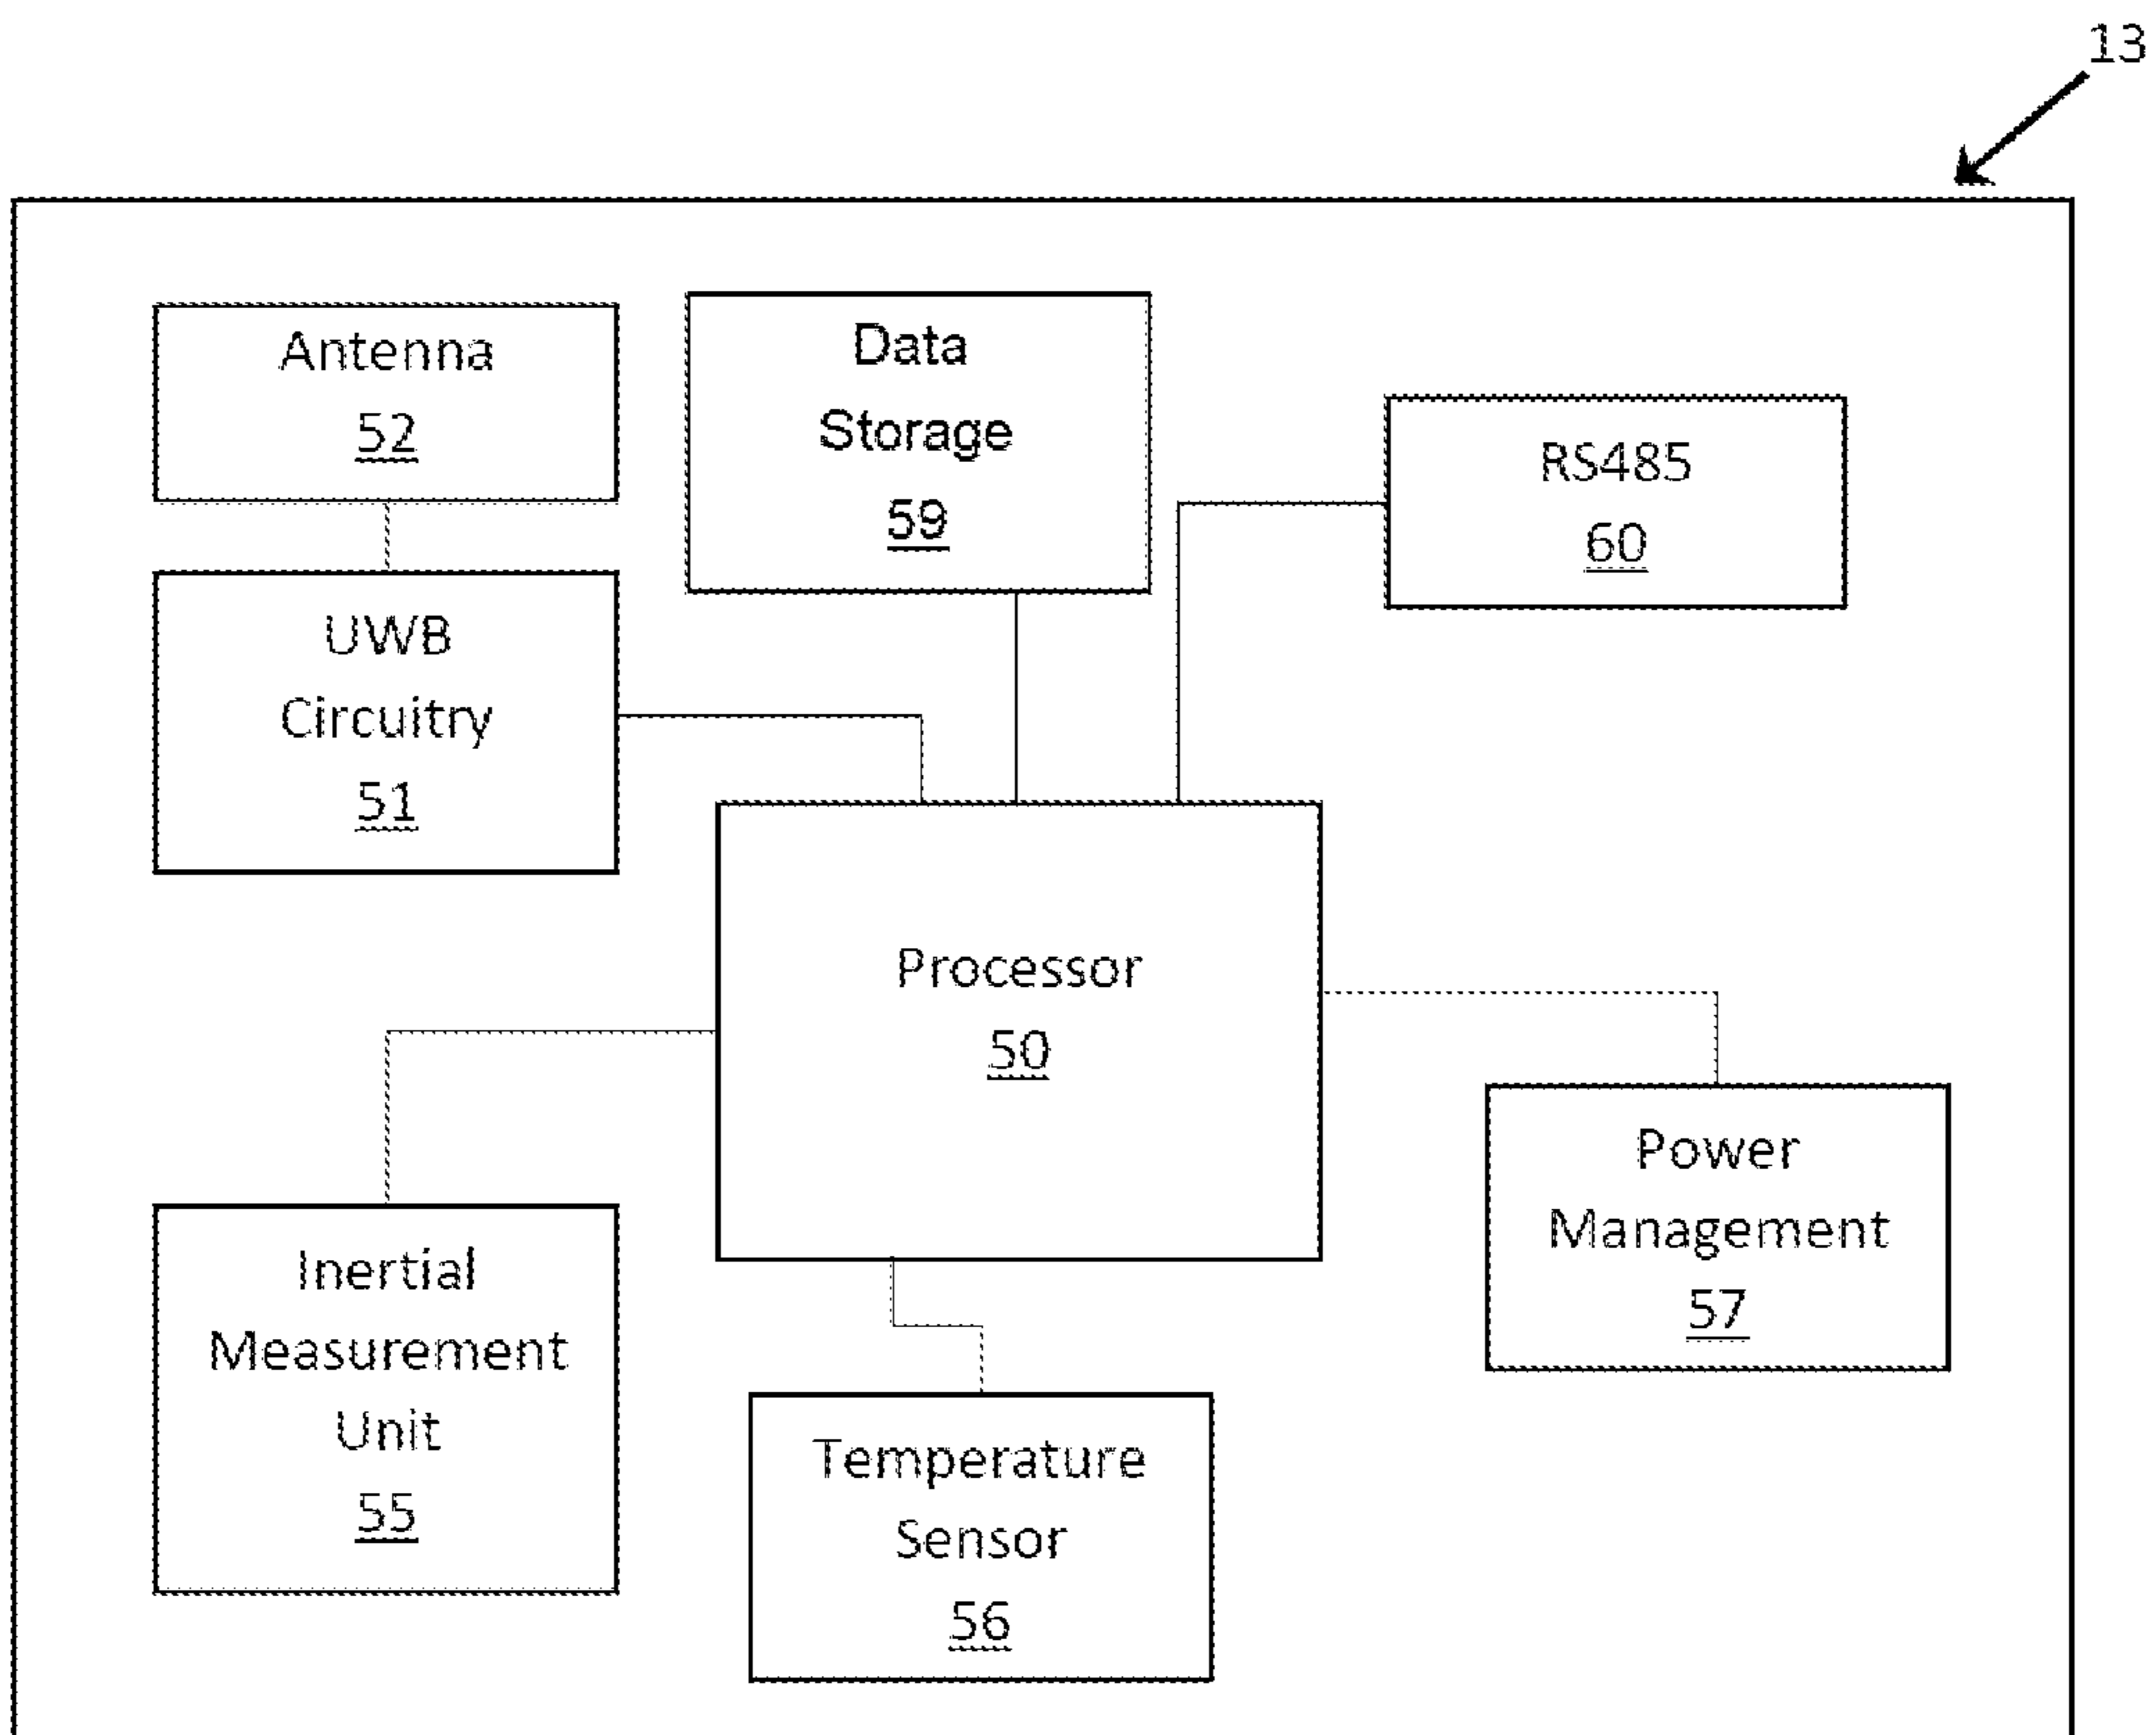 13
Antenna
52
Data
Storage
59
RS485
60
UWB
Circuitry
51
Processor
50
Power
Management
57
Inertial
Measurement
Unit
55
Temperature
Sensor
56